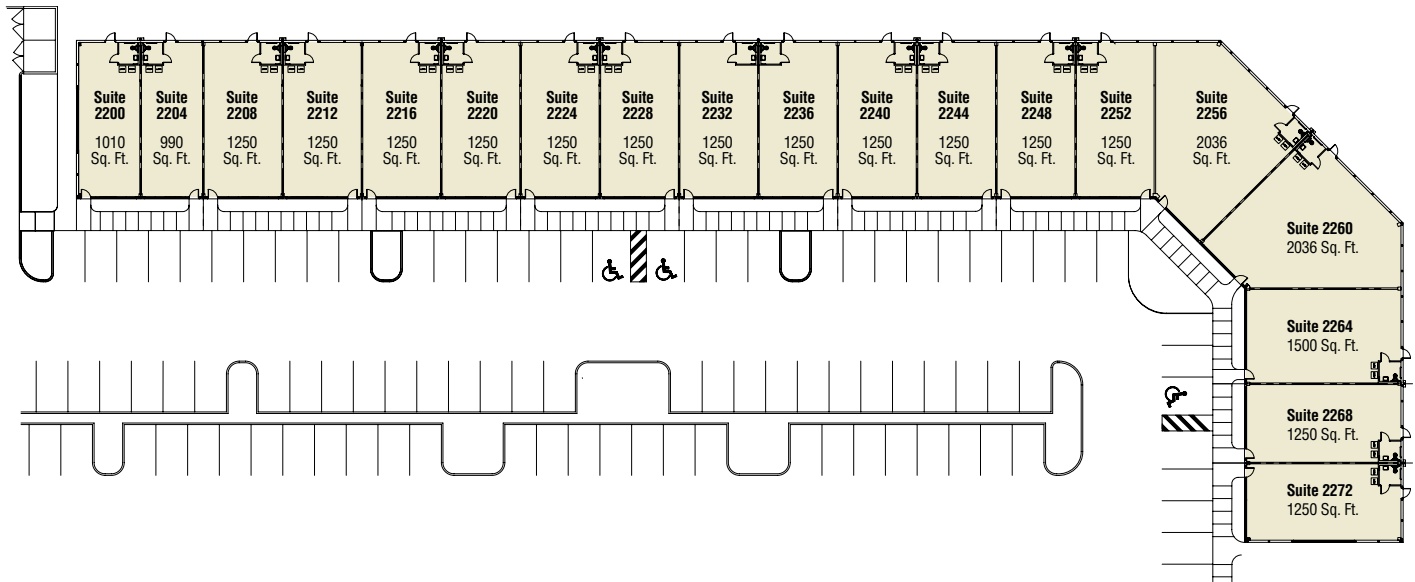 Suite
2200
1010
Sq. Ft.
Suite
2204
990
Sq. Ft.
Suite
2208
1250
Sq. Ft.
Suite
2212
1250
Sq. Ft.
Suite
2216
1250
Sq. Ft.
Suite
2220
1250
Sq. Ft.
Suite
2224
1250
Sq. Ft.
Suite
2228
1250
Sq. Ft.
Suite
2232
1250
Sq. Ft.
Suite
2236
1250
Sq. Ft.
Suite
2240
1250
Sq. Ft.
Suite
2244
1250
Sq. Ft.
Suite
2248
1250
Sq. Ft.
Suite
2252
1250
Sq. Ft.
Suite
2256
2036
Sq. Ft.
Suite 2260
2036 Sq. Ft.
Suite 2264
1500 Sq. Ft.
Suite 2268
1250 Sq. Ft.
Suite 2272
1250 Sq. Ft.